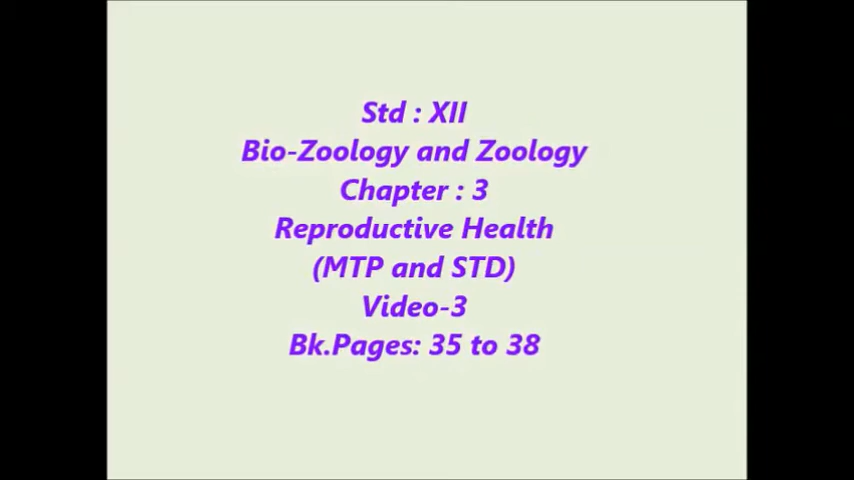 Std : XII
Bio-Zoology and Zoology
Chapter : 3
Reproductive Health
(MTP and STD)
Video-3
Bk.Pages: 35 to 38